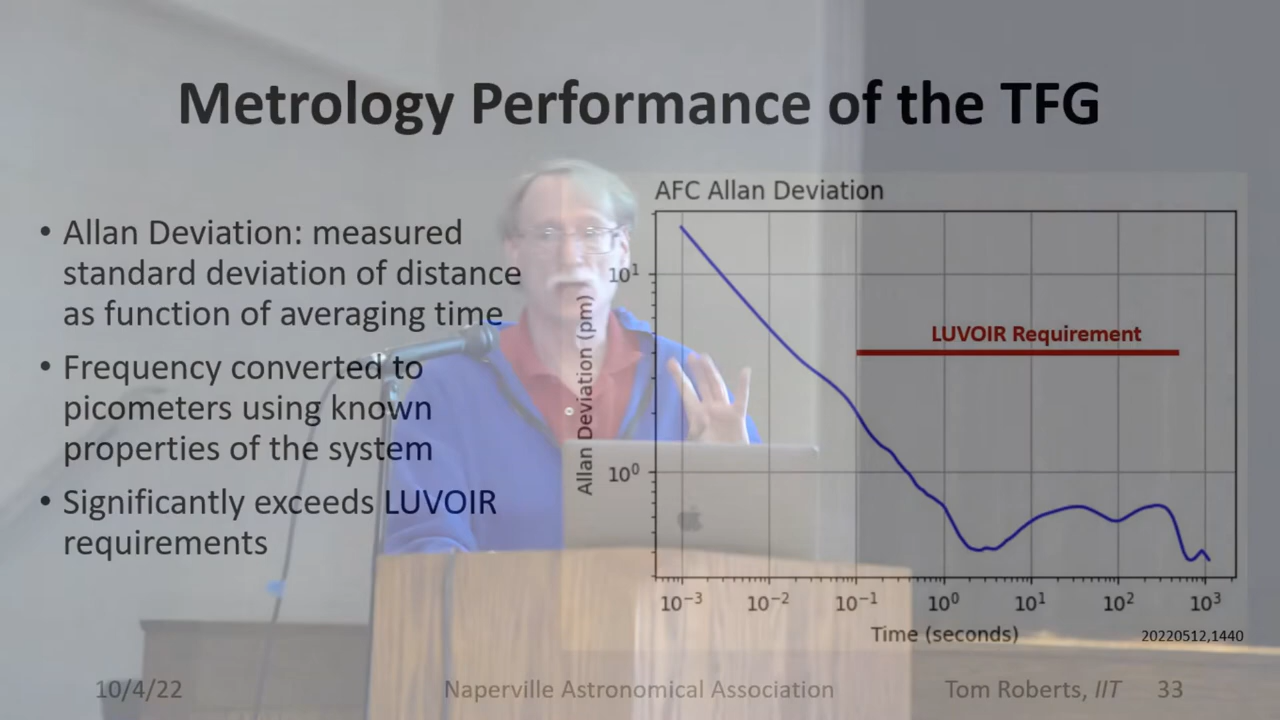 Metrology Performance of the TFG
• Allan Deviation: measured
standard deviation of distance
as function of averaging time
• Frequency converted to
picometers using known
properties of the system
• Significantly exceeds LUVOIR
requirements
AFC Allan Deviation
LUVOIR Requirement
Allan Deviation (pm)
10¹
10⁰
10⁻³ 10⁻² 10⁻¹ 10⁰ 10¹ 10² 10³
Time (seconds)
20220512,1440
10/4/22 Naperville Astronomical Association Tom Roberts, IIT 33